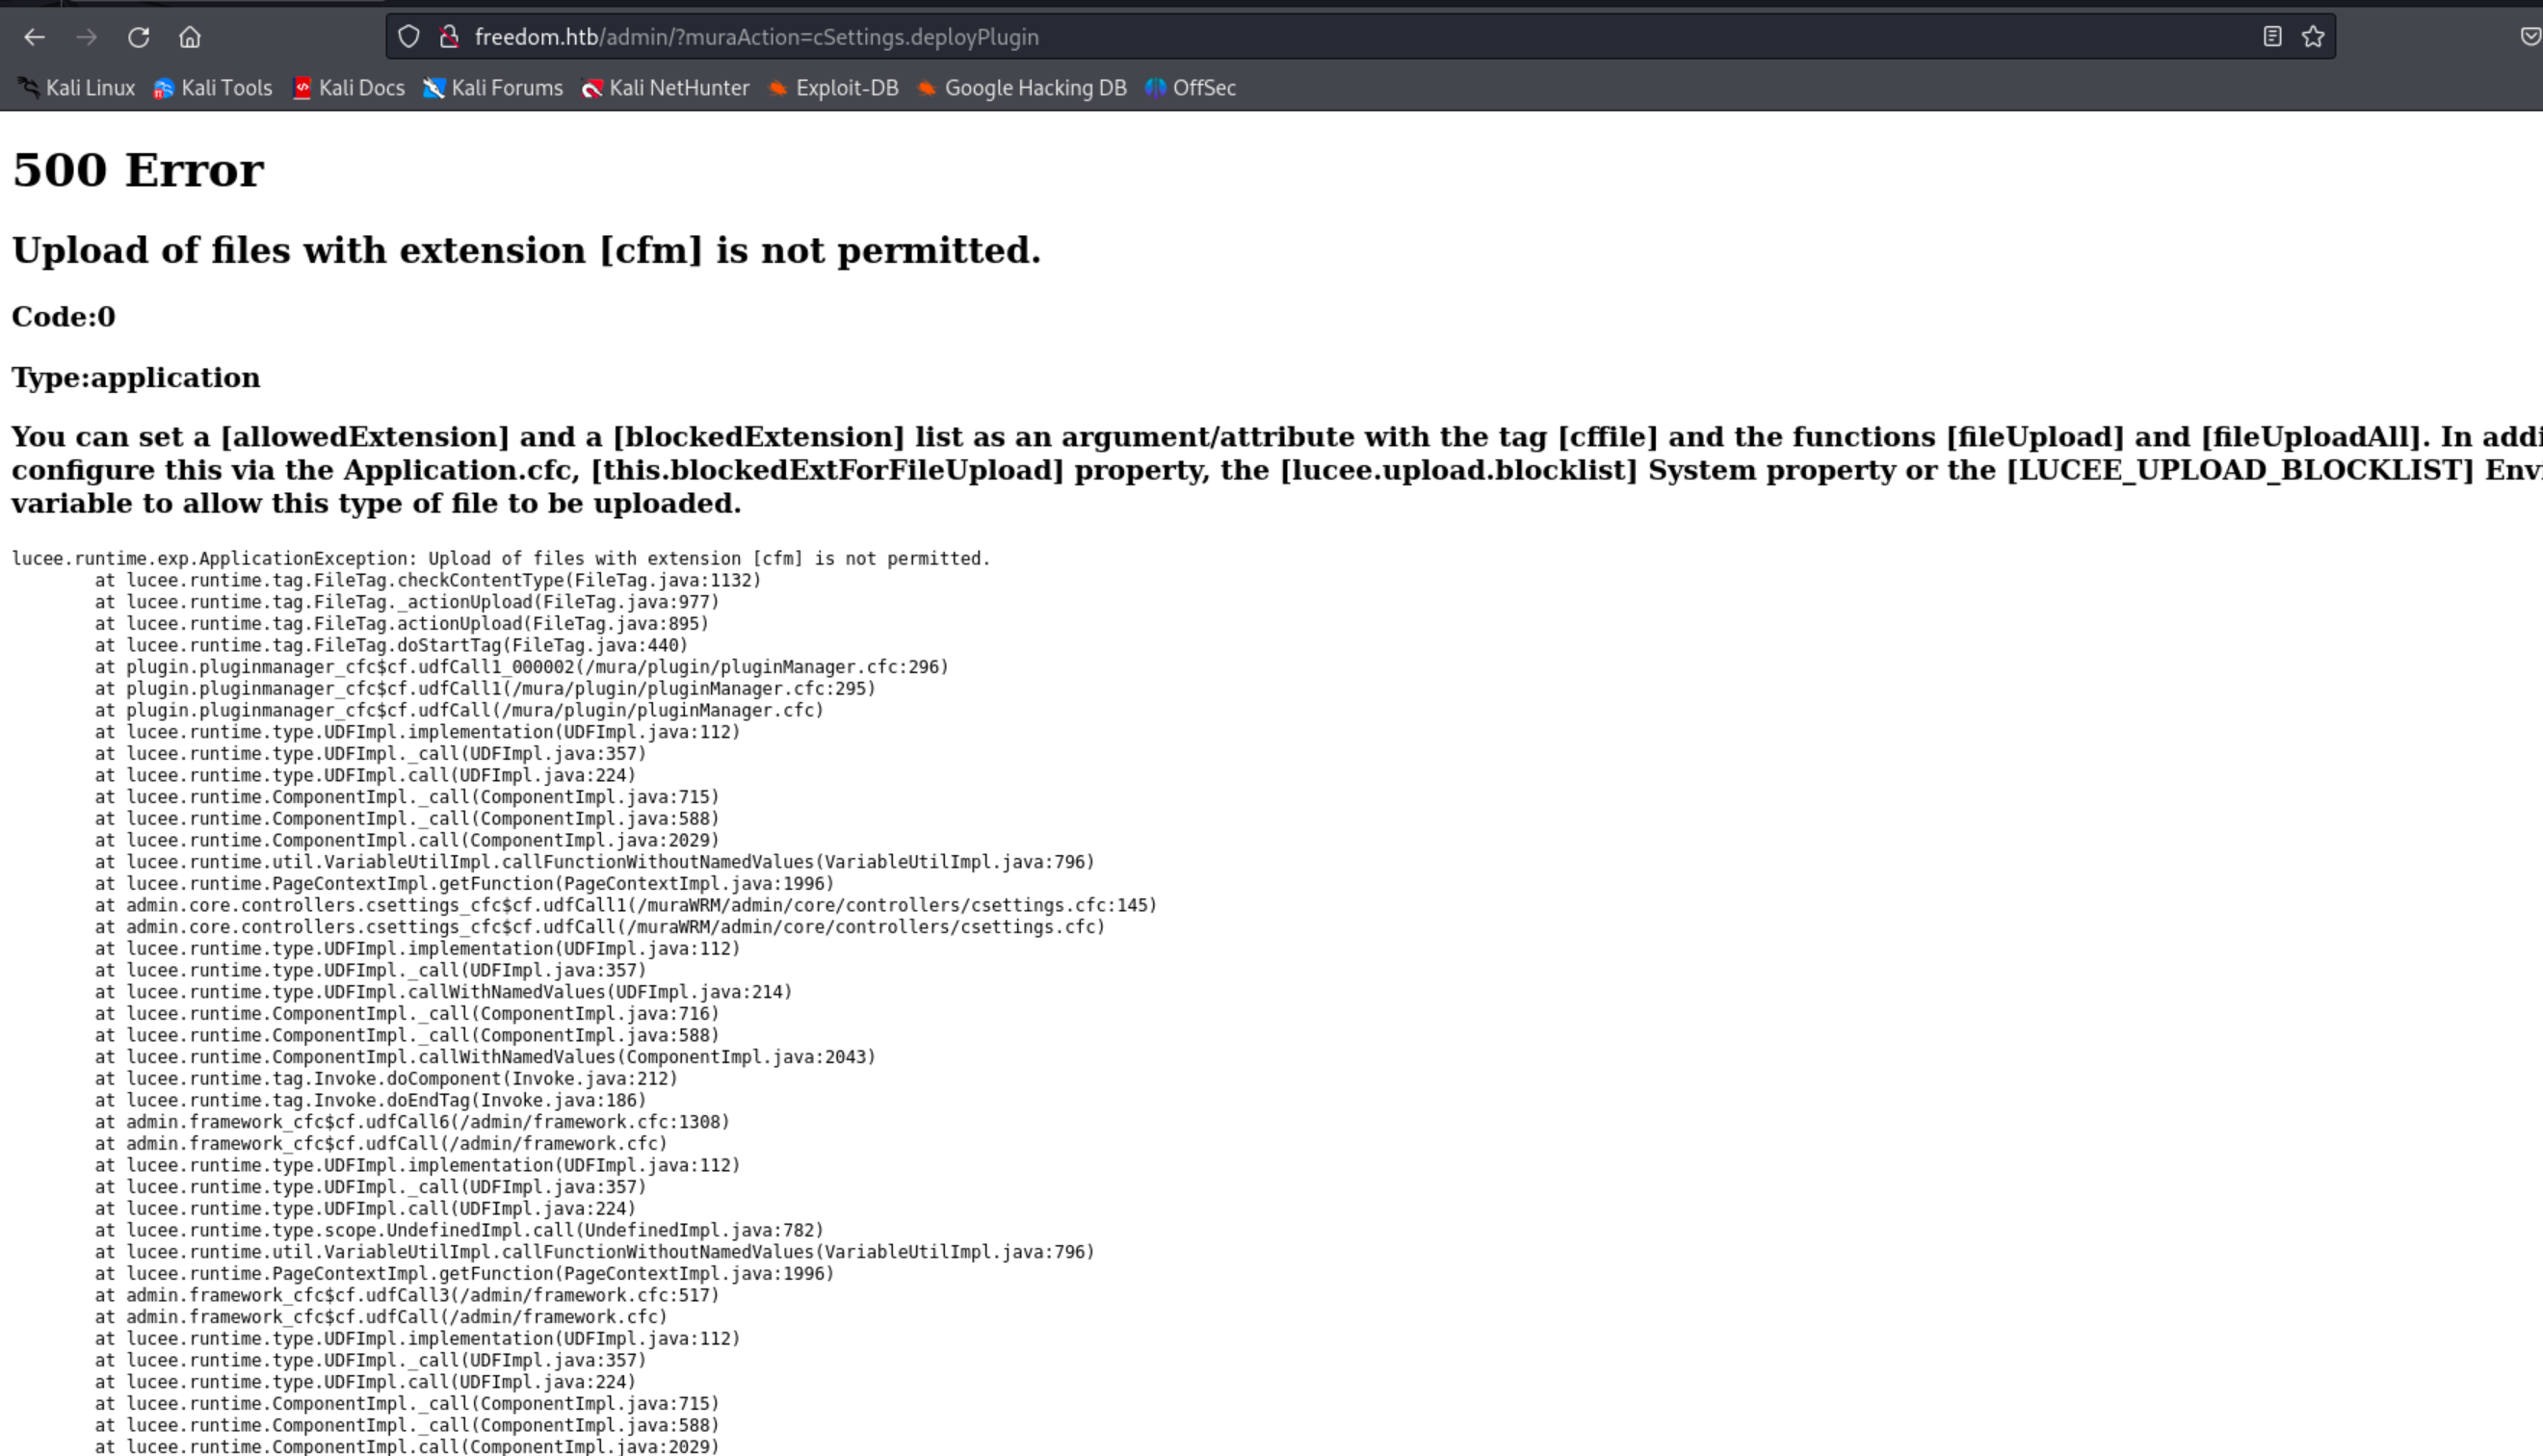 freedom.htb/admin/?muraAction=cSettings.deployPlugin
Kali Linux Kali Tools Kali Docs Kali Forums Kali NetHunter Exploit-DB Google Hacking DB OffSec
500 Error
Upload of files with extension [cfm] is not permitted.
Code:0
Type:application
You can set a [allowedExtension] and a [blockedExtension] list as an argument/attribute with the tag [cffile] and the functions [fileUpload] and [fileUploadAll]. In
configure this via the Application.cfc, [this.blockedExtForFileUpload] property, the [lucee.upload.blocklist] System property or the [LUCEE_UPLOAD_BLOCKLIST]
variable to allow this type of file to be uploaded.
lucee.runtime.exp.ApplicationException: Upload of files with extension [cfm] is not permitted.
at lucee.runtime.tag.FileTag.checkContentType(FileTag.java:1132)
at lucee.runtime.tag.FileTag._actionUpload(FileTag.java:977)
at lucee.runtime.tag.FileTag.actionUpload(FileTag.java:895)
at lucee.runtime.tag.FileTag.doStartTag(FileTag.java:440)
at plugin.pluginmanager_cfc$cf.udfCall1_000002(/mura/plugin/pluginManager.cfc:296)
at plugin.pluginmanager_cfc$cf.udfCall1(/mura/plugin/pluginManager.cfc:295)
at plugin.pluginmanager_cfc$cf.udfCall(/mura/plugin/pluginManager.cfc)
at lucee.runtime.type.UDFImpl.implementation(UDFImpl.java:112)
at lucee.runtime.type.UDFImpl._call(UDFImpl.java:357)
at lucee.runtime.type.UDFImpl.call(UDFImpl.java:224)
at lucee.runtime.ComponentImpl._call(ComponentImpl.java:715)
at lucee.runtime.ComponentImpl._call(ComponentImpl.java:588)
at lucee.runtime.ComponentImpl.call(ComponentImpl.java:2029)
at lucee.runtime.util.VariableUtilImpl.callFunctionWithoutNamedValues(VariableUtilImpl.java:796)
at lucee.runtime.PageContextImpl.getFunction(PageContextImpl.java:1996)
at admin.core.controllers.csettings_cfc$cf.udfCall1(/muraWRM/admin/core/controllers/csettings.cfc:145)
at admin.core.controllers.csettings_cfc$cf.udfCall(/muraWRM/admin/core/controllers/csettings.cfc)
at lucee.runtime.type.UDFImpl.implementation(UDFImpl.java:112)
at lucee.runtime.type.UDFImpl._call(UDFImpl.java:357)
at lucee.runtime.type.UDFImpl.callWithNamedValues(UDFImpl.java:214)
at lucee.runtime.ComponentImpl._call(ComponentImpl.java:716)
at lucee.runtime.ComponentImpl._call(ComponentImpl.java:588)
at lucee.runtime.ComponentImpl.callWithNamedValues(ComponentImpl.java:2043)
at lucee.runtime.tag.Invoke.doComponent(Invoke.java:212)
at lucee.runtime.tag.Invoke.doEndTag(Invoke.java:186)
at admin.framework_cfc$cf.udfCall6(/admin/framework.cfc:1308)
at admin.framework_cfc$cf.udfCall(/admin/framework.cfc)
at lucee.runtime.type.UDFImpl.implementation(UDFImpl.java:112)
at lucee.runtime.type.UDFImpl._call(UDFImpl.java:357)
at lucee.runtime.type.UDFImpl.call(UDFImpl.java:224)
at lucee.runtime.type.scope.UndefinedImpl.call(UndefinedImpl.java:782)
at lucee.runtime.util.VariableUtilImpl.callFunctionWithoutNamedValues(VariableUtilImpl.java:796)
at lucee.runtime.PageContextImpl.getFunction(PageContextImpl.java:1996)
at admin.framework_cfc$cf.udfCall3(/admin/framework.cfc:517)
at admin.framework_cfc$cf.udfCall(/admin/framework.cfc)
at lucee.runtime.type.UDFImpl.implementation(UDFImpl.java:112)
at lucee.runtime.type.UDFImpl._call(UDFImpl.java:357)
at lucee.runtime.type.UDFImpl.call(UDFImpl.java:224)
at lucee.runtime.ComponentImpl._call(ComponentImpl.java:715)
at lucee.runtime.ComponentImpl._call(ComponentImpl.java:588)
at lucee.runtime.ComponentImpl.call(ComponentImpl.java:2029)